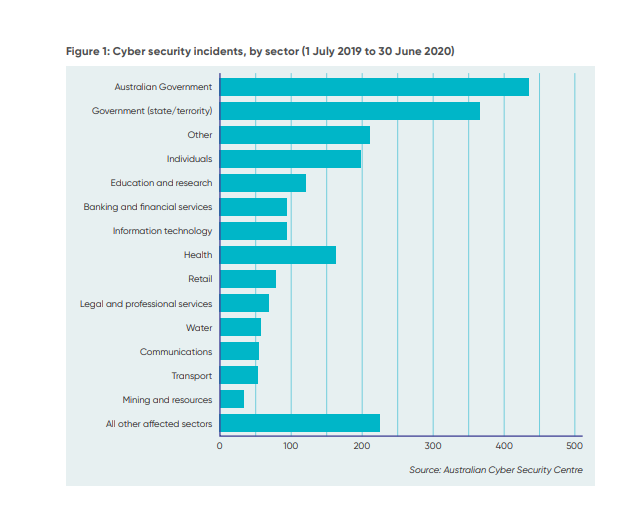 Figure 1: Cyber security incidents, by sector (1 July 2019 to 30 June 2020)
Australian Government
Government (state/terrority)
Other
Individuals
Education and research
Banking and financial services
Information technology
Health
Retail
Legal and professional services
Water
Communications
Transport
Mining and resources
All other affected sectors
0 100 200 300 400 500
Source: Australian Cyber Security Centre